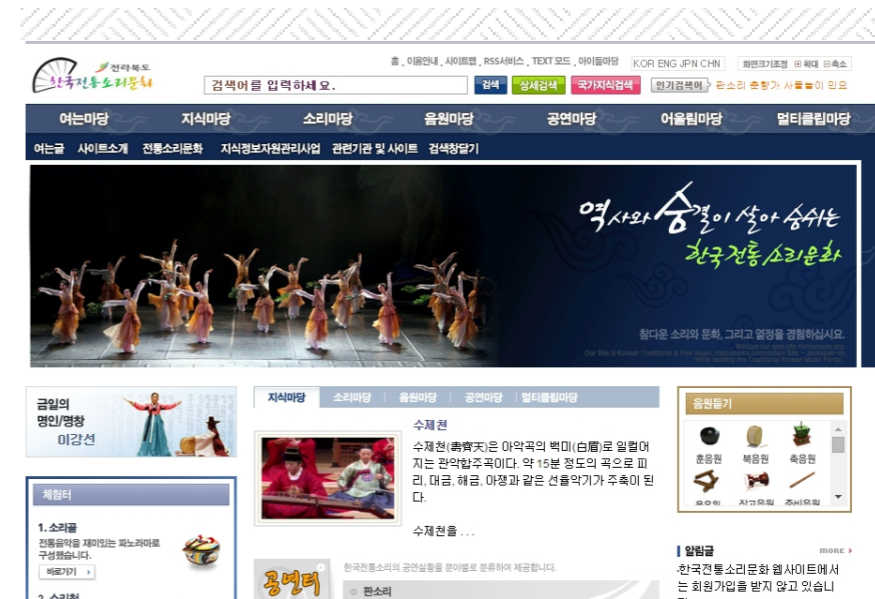 전라북도
한국전통소리문화
홈 , 이용안내 , 사이트맵 , RSS서비스 , TEXT 모드 , 아이들마당
KOR ENG JPN CHN
화면크기조정 확대 축소
검색어를 입력하세요.
검색
상세검색
국가지식검색
인기검색어
판소리 춘향가 사물놀이 민요
여는마당 지식마당 소리마당 음원마당 공연마당 어울림마당 멀티클립마당
여는글 사이트소개 전통소리문화 지식정보자원관리사업 관련기관 및 사이트 검색창닫기
역사와 숨결이 살아 숨쉬는
한국전통소리문화
참다운 소리와 문화, 그리고 열정을 경험하십시요.
금일의
명인/명창
이강선
지식마당 소리마당 음원마당 공연마당 멀티클립마당
수제천
수제천(壽齊天)은 아악곡의 백미(白眉)로 일컬어
지는 관악합주곡이다. 약 15분 정도의 곡으로 피
리, 대금, 해금, 아쟁과 같은 선율악기가 주축이 된
다.
수제천을 . . .
음원듣기
훈음원 북음원 축음원
체험터
1. 소리골
전통음악을 재미있는 파노라마로
구성했습니다.
바로가기
공연터
한국전통소리의 공연실황을 분야별로 분류하여 제공합니다.
판소리
알림글
MORE
한국전통소리문화 웹사이트에서
는 회원가입을 받지 않고 있습니